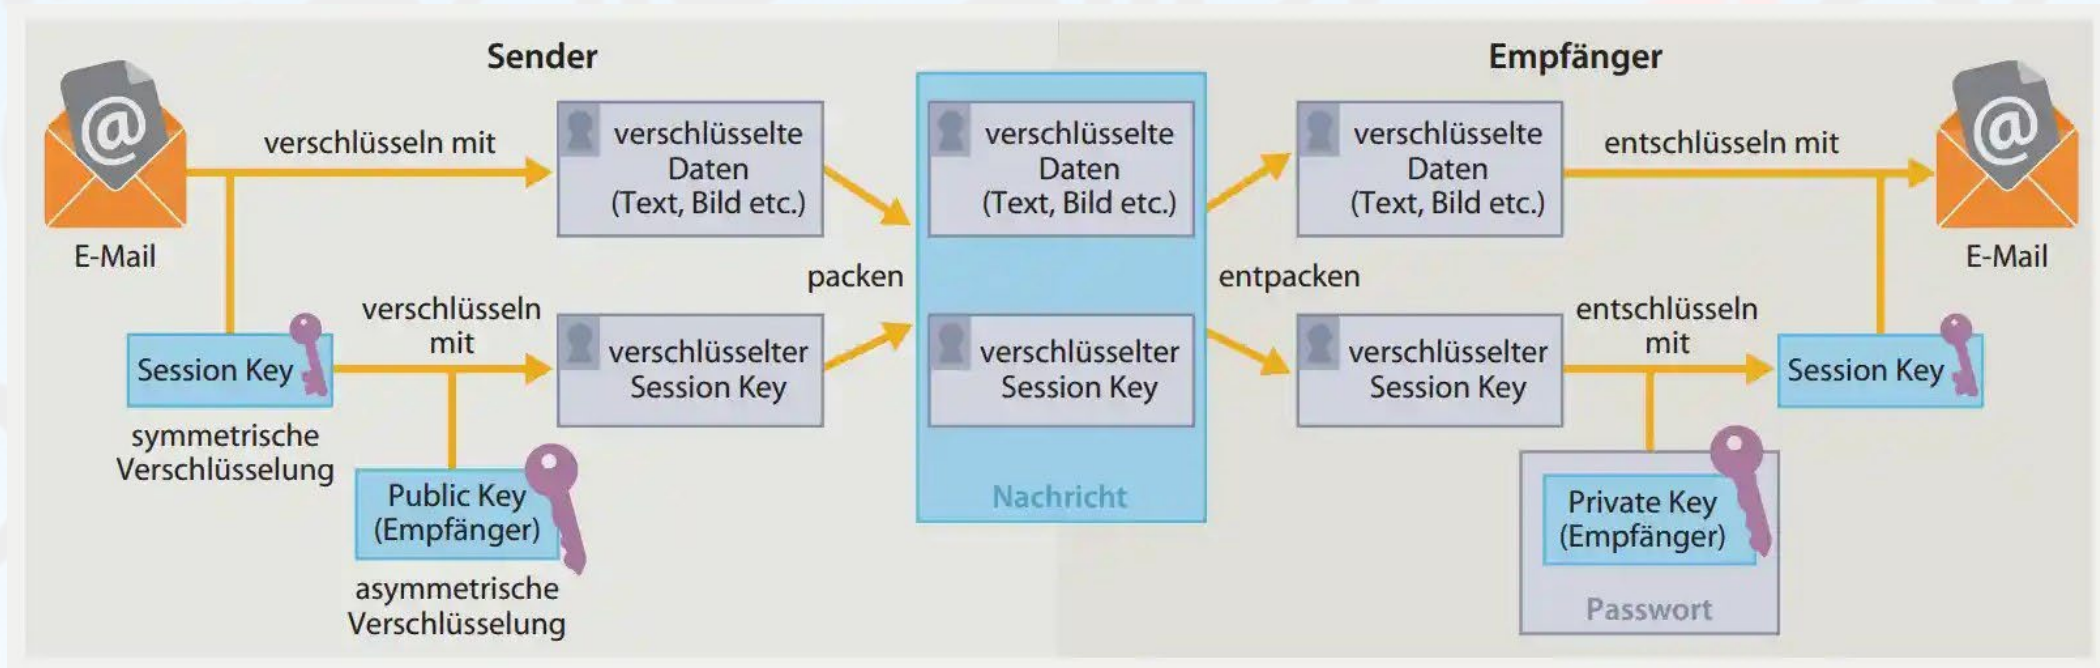 Sender
Empfänger
E-Mail
verschlüsseln mit
verschlüsselte
Daten
(Text, Bild etc.)
Session Key
symmetrische
Verschlüsselung
verschlüsseln
mit
Public Key
(Empfänger)
asymmetrische
Verschlüsselung
verschlüsselter
Session Key
packen
verschlüsselte
Daten
(Text, Bild etc.)
verschlüsselter
Session Key
Nachricht
entpacken
verschlüsselte
Daten
(Text, Bild etc.)
entschlüsseln mit
E-Mail
verschlüsselter
Session Key
entschlüsseln
mit
Session Key
Private Key
(Empfänger)
Passwort